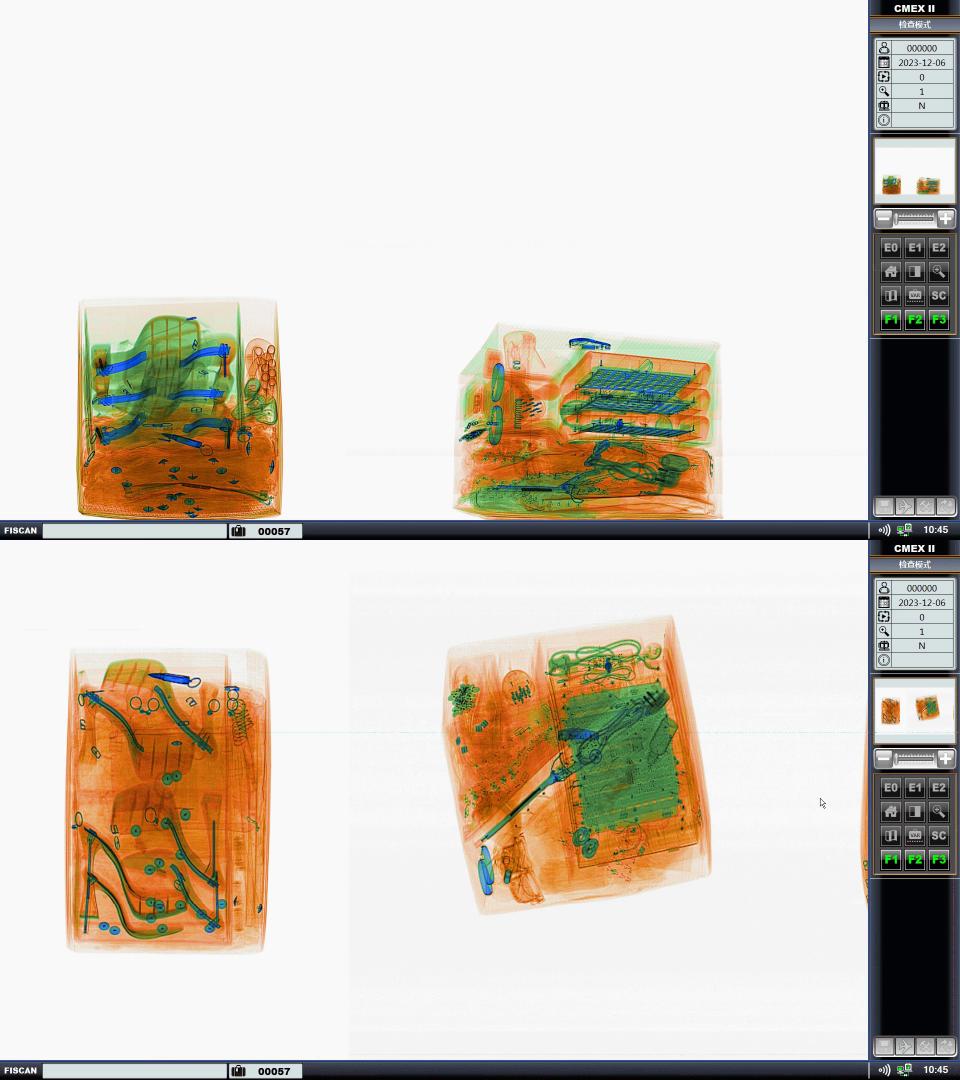 CMEX II
检查模式
000000
2023-12-06
0
1
N
E0 E1 E2
VAR SC
F1 F2 F3
FISCAN 00057 10:45
CMEX II
检查模式
000000
2023-12-06
0
1
N
E0 E1 E2
VAR SC
F1 F2 F3
FISCAN 00057 10:45